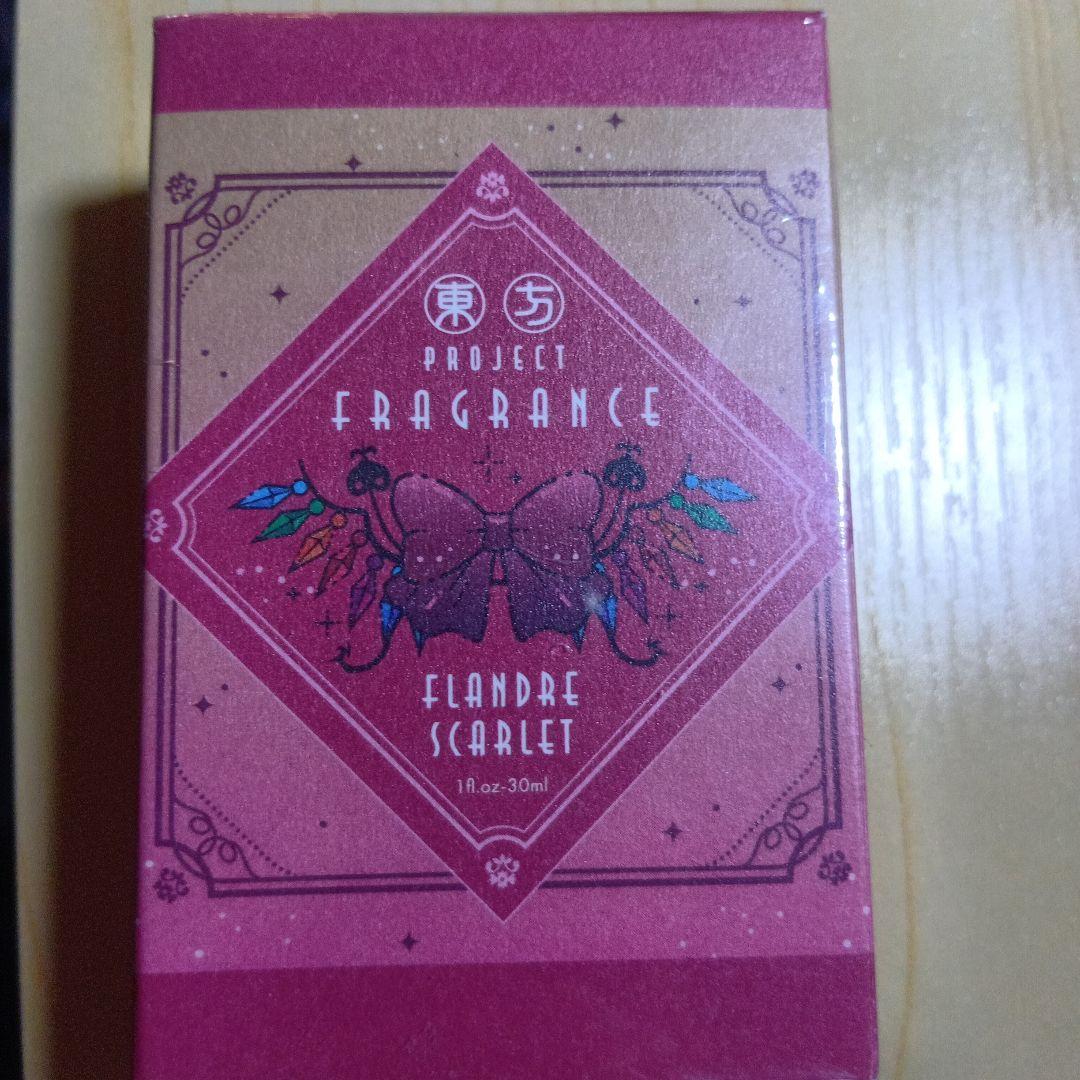 東方
PROJECT
FRAGRANCE
FLANDRE
SCARLET
1fl.oz-30ml